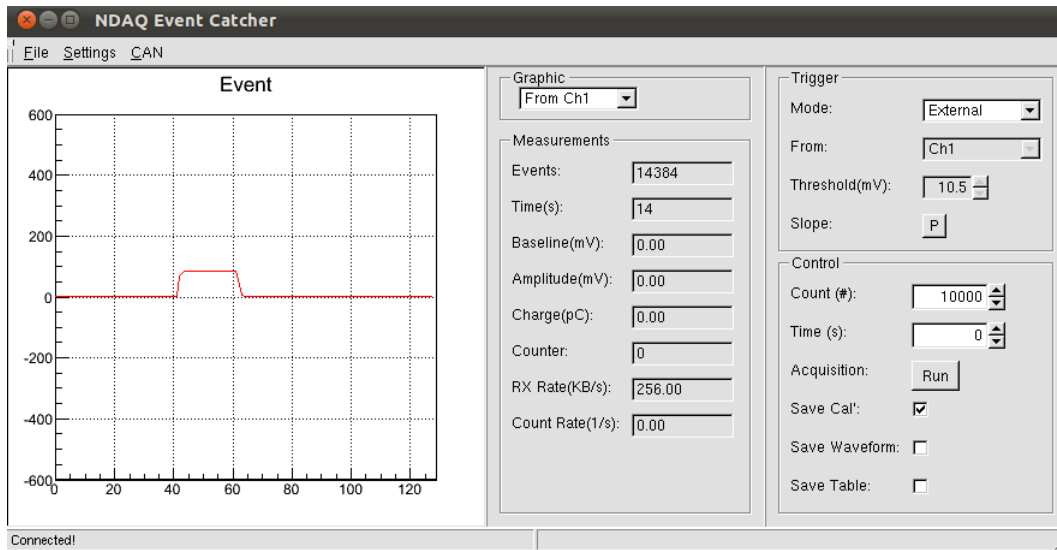 NDAQ Event Catcher
File Settings CAN
Event
600
400
200
0
-200
-400
-600
0 20 40 60 80 100 120
Graphic
From Ch1
Measurements
Events: 14384
Time(s): 14
Baseline(mV): 0.00
Amplitude(mV): 0.00
Charge(pC): 0.00
Counter: 0
RX Rate(KB/s): 256.00
Count Rate(1/s): 0.00
Trigger
Mode: External
From: Ch1
Threshold(mV): 10.5
Slope: P
Control
Count (#): 10000
Time (s): 0
Acquisition: Run
Save Cal':
Save Waveform:
Save Table:
Connected!